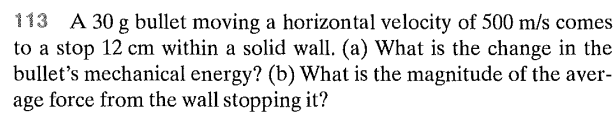 113 A 30 g bullet moving a horizontal velocity of 500 m/s comes
to a stop 12 cm within a solid wall. (a) What is the change in the
bullet's mechanical energy? (b) What is the magnitude of the aver-
age force from the wall stopping it?